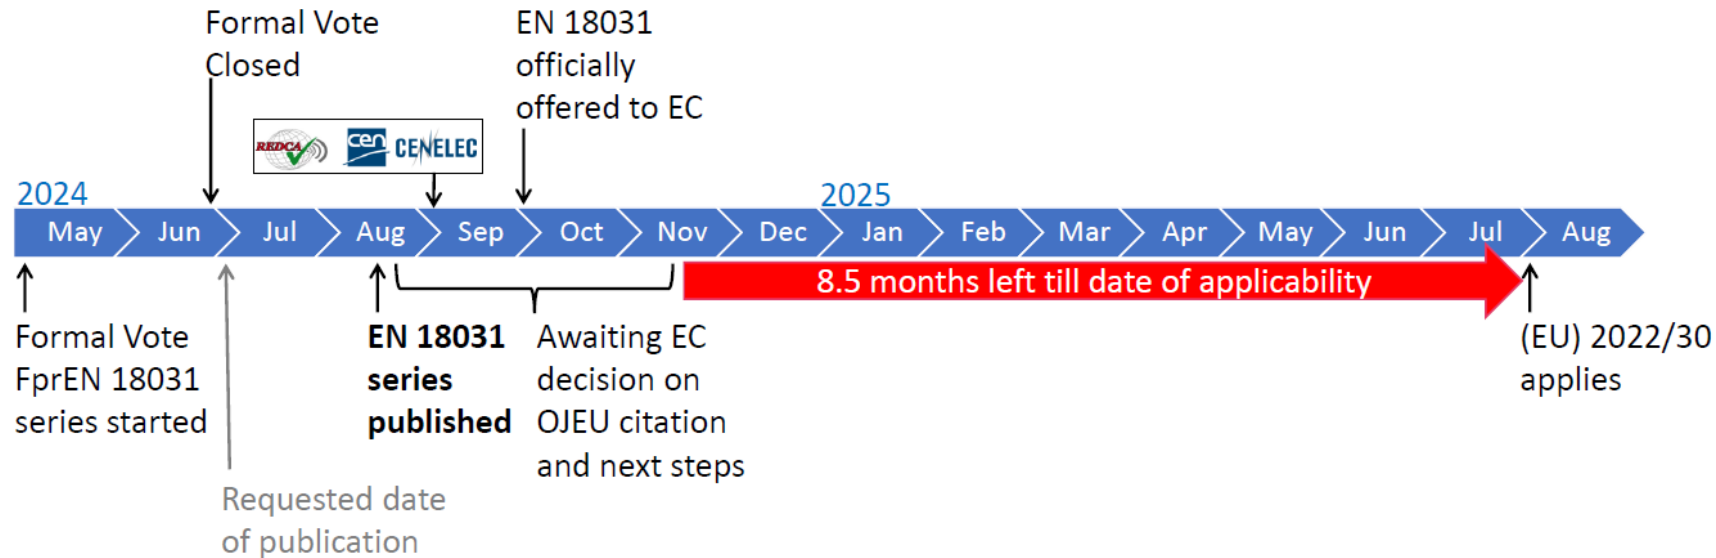 Formal Vote
Closed
EN 18031
officially
offered to EC
REDCA cen CENELEC
2024
2025
May Jun Jul Aug Sep Oct Nov Dec Jan Feb Mar Apr May Jun Jul Aug
8.5 months left till date of applicability
Formal Vote
FprEN 18031
series started
EN 18031
series
published
Awaiting EC
decision on
OJEU citation
and next steps
(EU) 2022/30
applies
Requested date
of publication